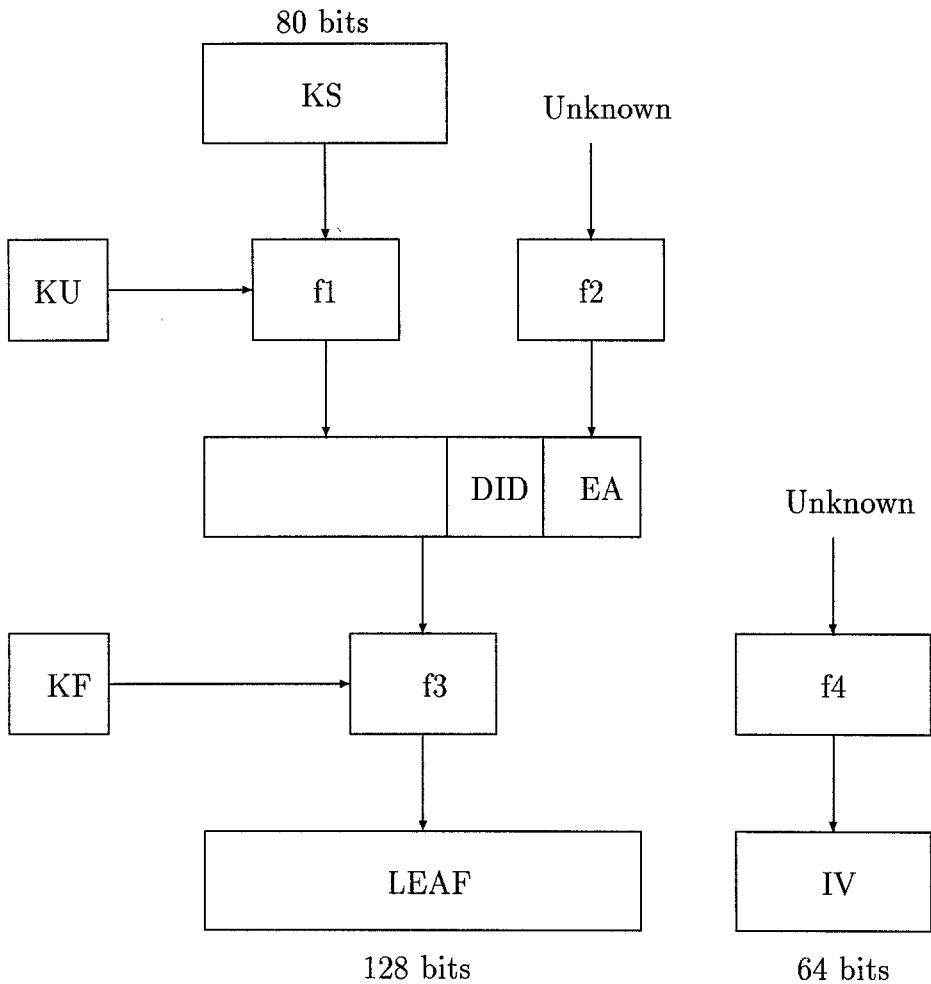 80 bits
KS
Unknown
KU
f1
f2
DID
EA
Unknown
KF
f3
f4
LEAF
IV
128 bits
64 bits